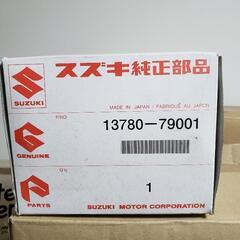 SUZUKI
スズキ純正部品
MADE IN JAPAN / FABRIQUÉ AU JAPON
P/NO
13780-79001
GENUINE
Q'ty
1
PARTS
SUZUKI MOTOR CORPORATION